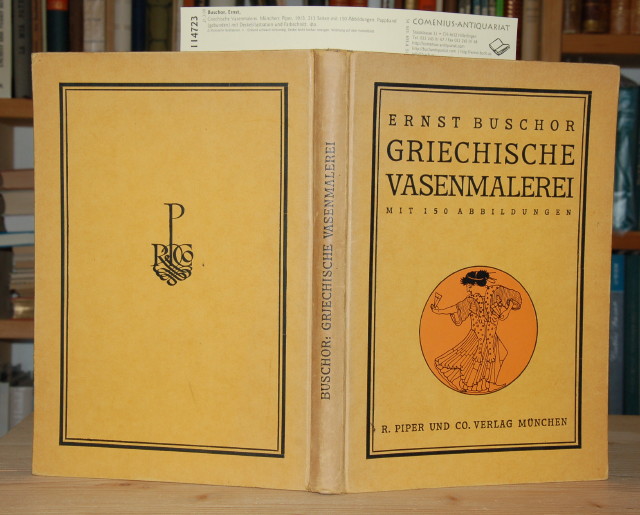 114723
Buschor, Ernst.
COMENIUS-ANTIQUARIAT
ERNST BUSCHOR
GRIECHISCHE
VASENMALEREI
MIT 150 ABBILDUNGEN
R. PIPER UND CO. VERLAG MÜNCHEN
BUSCHOR: GRIECHISCHE VASENMALEREI
P
R & CO